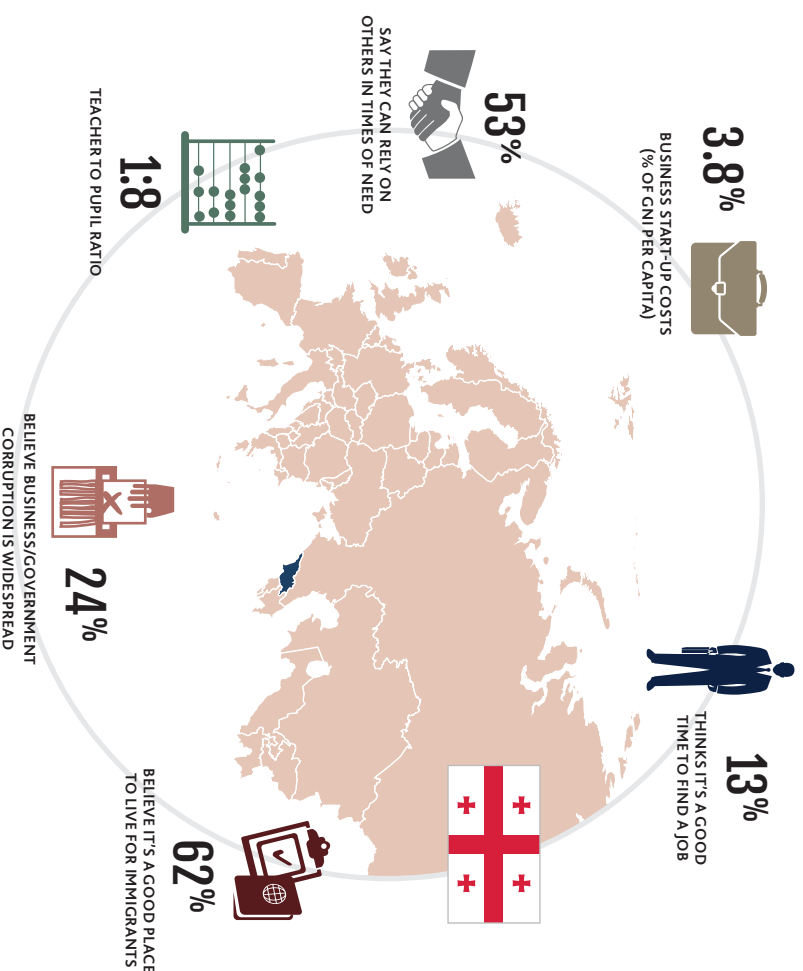 3.8%
BUSINESS START-UP COSTS
(% OF GNI PER CAPITA)
13%
THINKS IT'S A GOOD
TIME TO FIND A JOB
53%
SAY THEY CAN RELY ON
OTHERS IN TIMES OF NEED
62%
BELIEVE IT'S A GOOD PLACE
TO LIVE FOR IMMIGRANTS
1:8
TEACHER TO PUPIL RATIO
24%
BELIEVE BUSINESS/GOVERNMENT
CORRUPTION IS WIDESPREAD